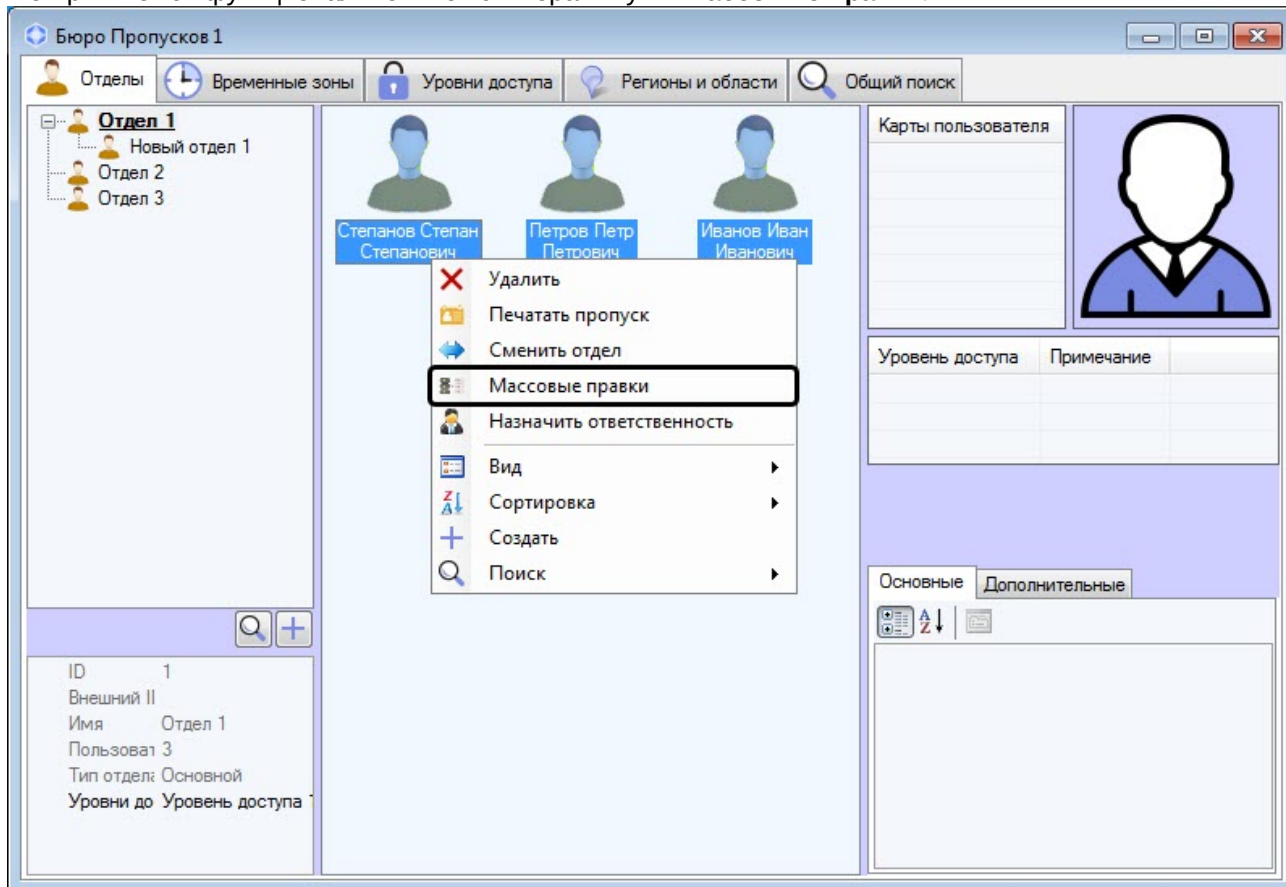 Бюро Пропусков 1
Отделы
Временные зоны
Уровни доступа
Регионы и области
Общий поиск
Отдел 1
Новый отдел 1
Отдел 2
Отдел 3
Степанов Степан
Степанович
Петров Петр
Петрович
Иванов Иван
Иванович
Удалить
Печатать пропуск
Сменить отдел
Массовые правки
Назначить ответственность
Вид
Сортировка
Создать
Поиск
Карты пользователя
Уровень доступа Примечание
Основные Дополнительные
ID 1
Внешний II
Имя Отдел 1
Пользоват 3
Тип отдела Основной
Уровни до Уровень доступа 1